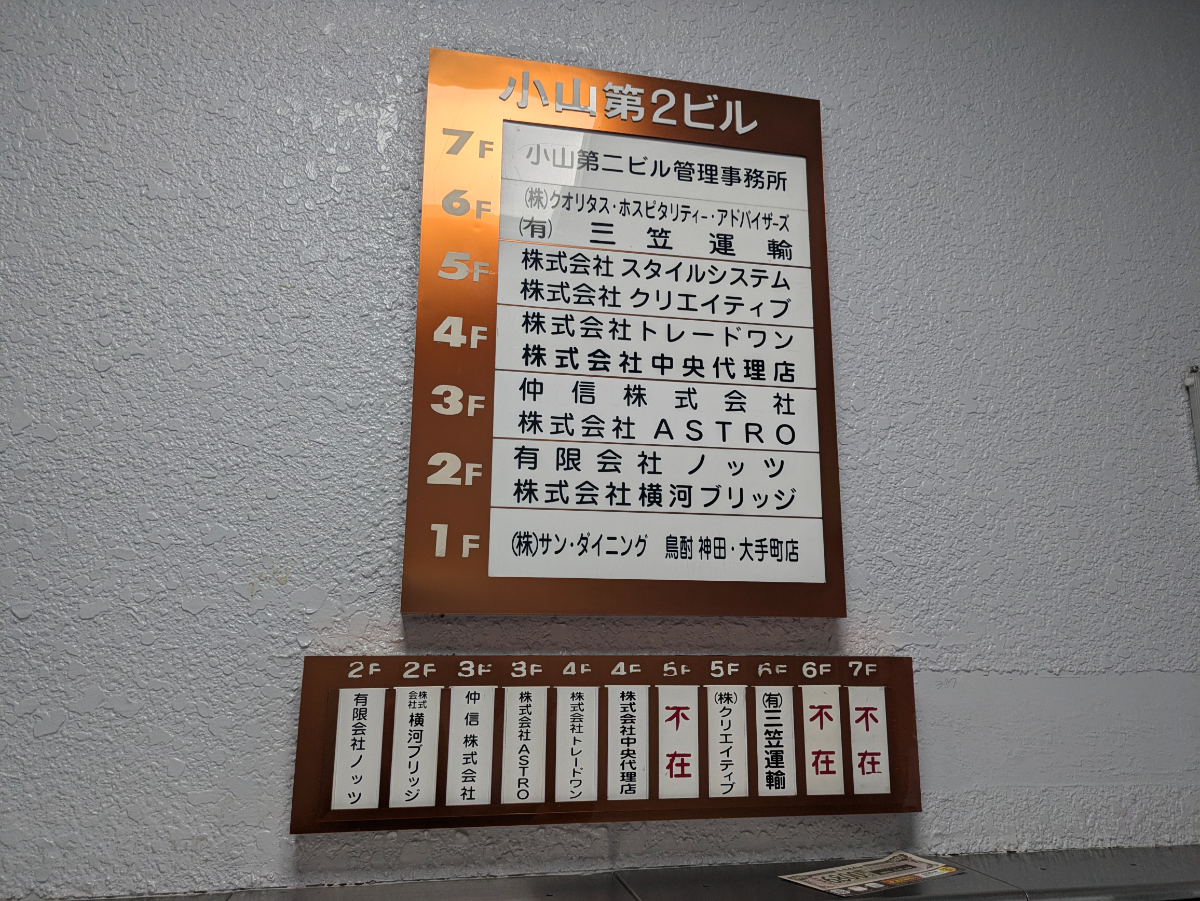 小山第2ビル
7F 小山第二ビル管理事務所
6F ㈱クオリタス・ホスピタリティー・アドバイザーズ
㈲三笠運輸
5F 株式会社スタイルシステム
株式会社クリエイティブ
4F 株式会社トレードワン
株式会社中央代理店
3F 仲信株式会社
株式会社ASTRO
2F 有限会社ノッツ
株式会社横河ブリッジ
1F ㈱サン・ダイニング 鳥酎 神田・大手町店
2F 有限会社ノッツ
2F 株式会社横河ブリッジ
3F 仲信株式会社
3F 株式会社ASTRO
4F 株式会社トレードワン
4F 株式会社中央代理店
5F 不在
5F ㈱クリエイティブ
6F ㈲三笠運輸
6F 不在
7F 不在